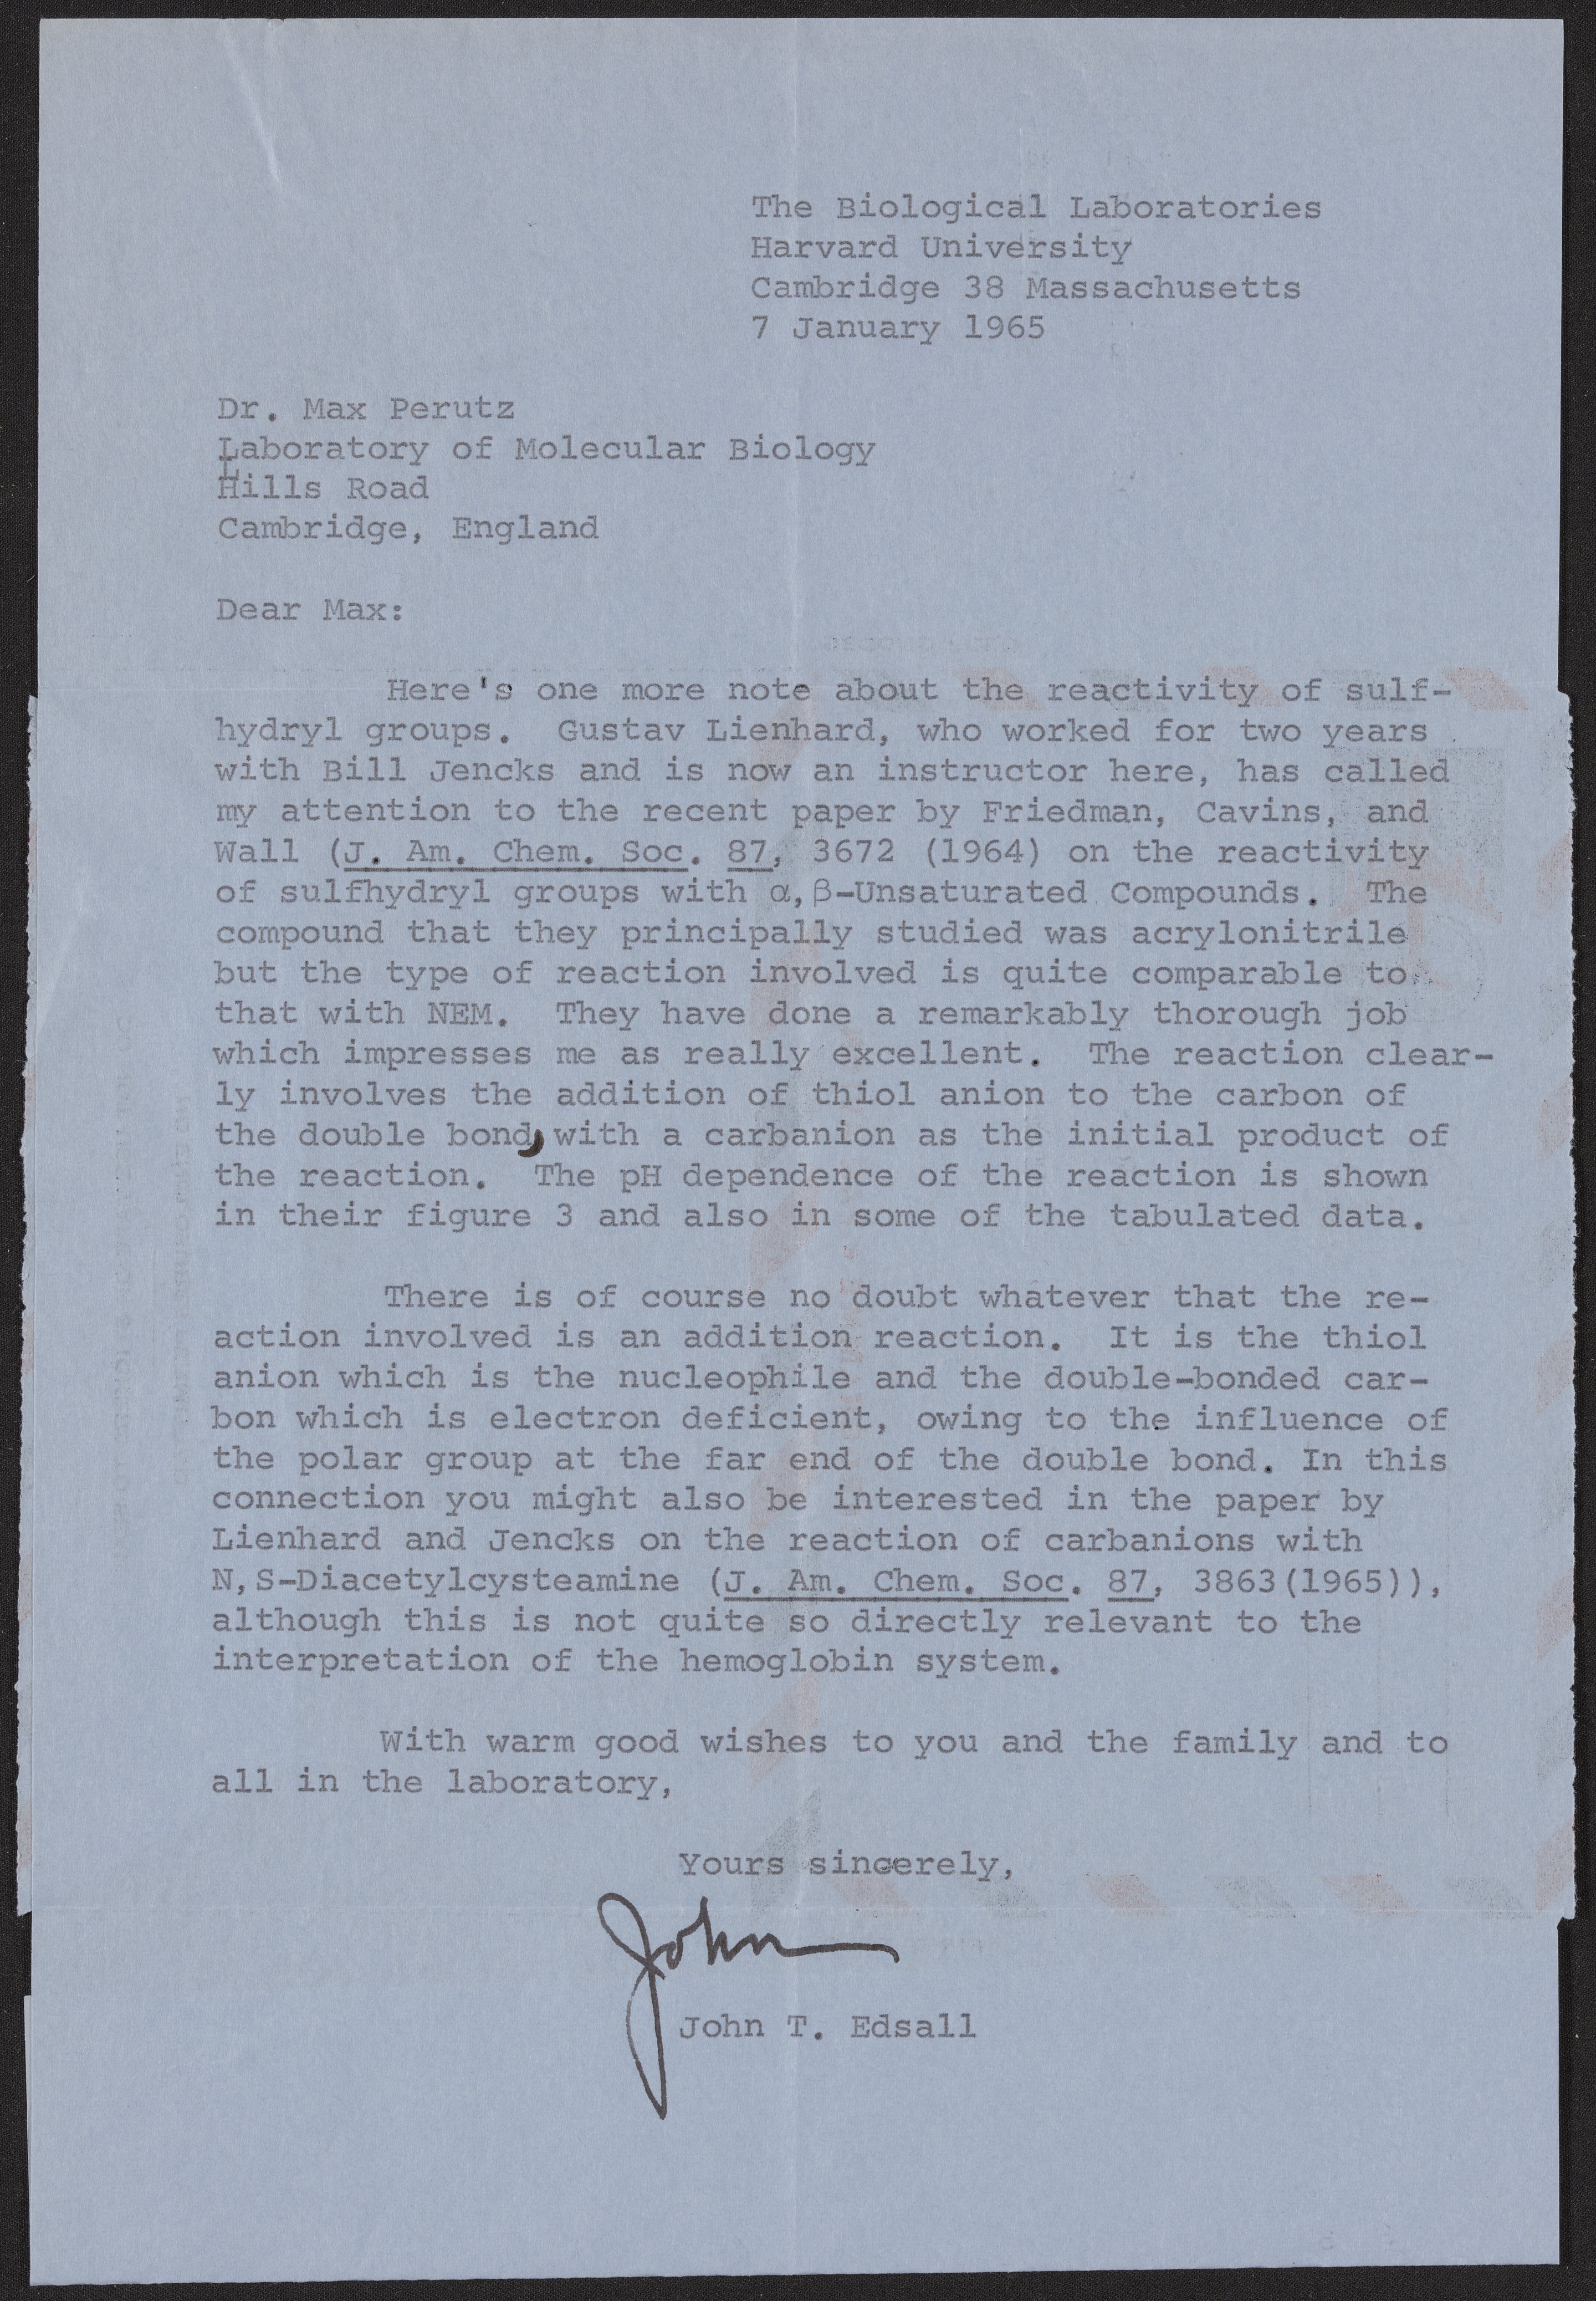 The Biological Laboratories
Harvard University
Cambridge 38 Massachusetts
7 January 1965
Dr. Max Perutz
Laboratory of Molecular Biology
Hills Road
Cambridge, England
Dear Max:
Here's one more note about the reactivity of sulf-
hydryl groups. Gustav Lienhard, who worked for two years
with Bill Jencks and is now an instructor here, has called
my attention to the recent paper by Friedman, Cavins, and
Wall (J. Am. Chem. Soc. 87, 3672 (1964) on the reactivity
of sulfhydryl groups with α,β-Unsaturated Compounds. The
compound that they principally studied was acrylonitrile
but the type of reaction involved is quite comparable to
that with NEM. They have done a remarkably thorough job
which impresses me as really excellent. The reaction clear-
ly involves the addition of thiol anion to the carbon of
the double bond, with a carbanion as the initial product of
the reaction. The pH dependence of the reaction is shown
in their figure 3 and also in some of the tabulated data.
There is of course no doubt whatever that the re-
action involved is an addition reaction. It is the thiol
anion which is the nucleophile and the double-bonded car-
bon which is electron deficient, owing to the influence of
the polar group at the far end of the double bond. In this
connection you might also be interested in the paper by
Lienhard and Jencks on the reaction of carbanions with
N,S-Diacetylcysteamine (J. Am. Chem. Soc. 87, 3863(1965)),
although this is not quite so directly relevant to the
interpretation of the hemoglobin system.
With warm good wishes to you and the family and to
all in the laboratory,
Yours sincerely,
John
John T. Edsall